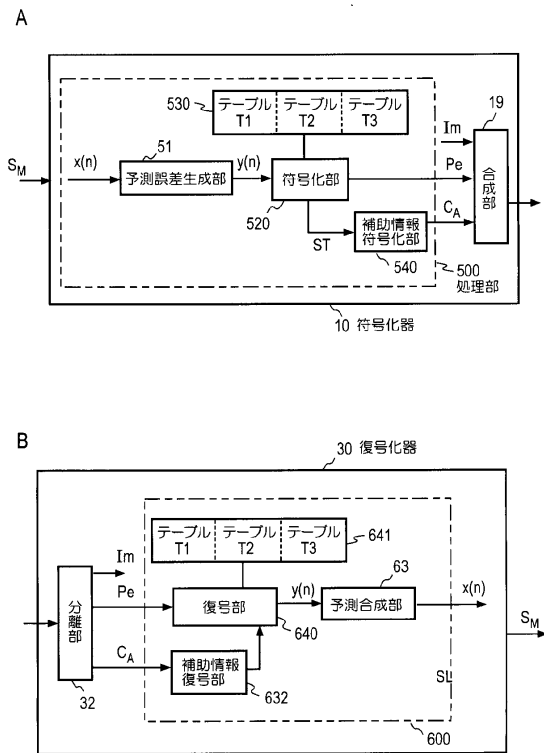 A
530
テーブル T1
テーブル T2
テーブル T3
Im
19
SM
x(n)
51
予測誤差生成部
y(n)
符号化部
520
Pe
合成部
ST
補助情報
符号化部
540
CA
500
処理部
10 符号化器
B
30 復号化器
テーブル T1
テーブル T2
テーブル T3
641
Im
Pe
分離部
32
復号部
640
y(n)
63
予測合成部
x(n)
SM
CA
補助情報
復号部
632
SL
600